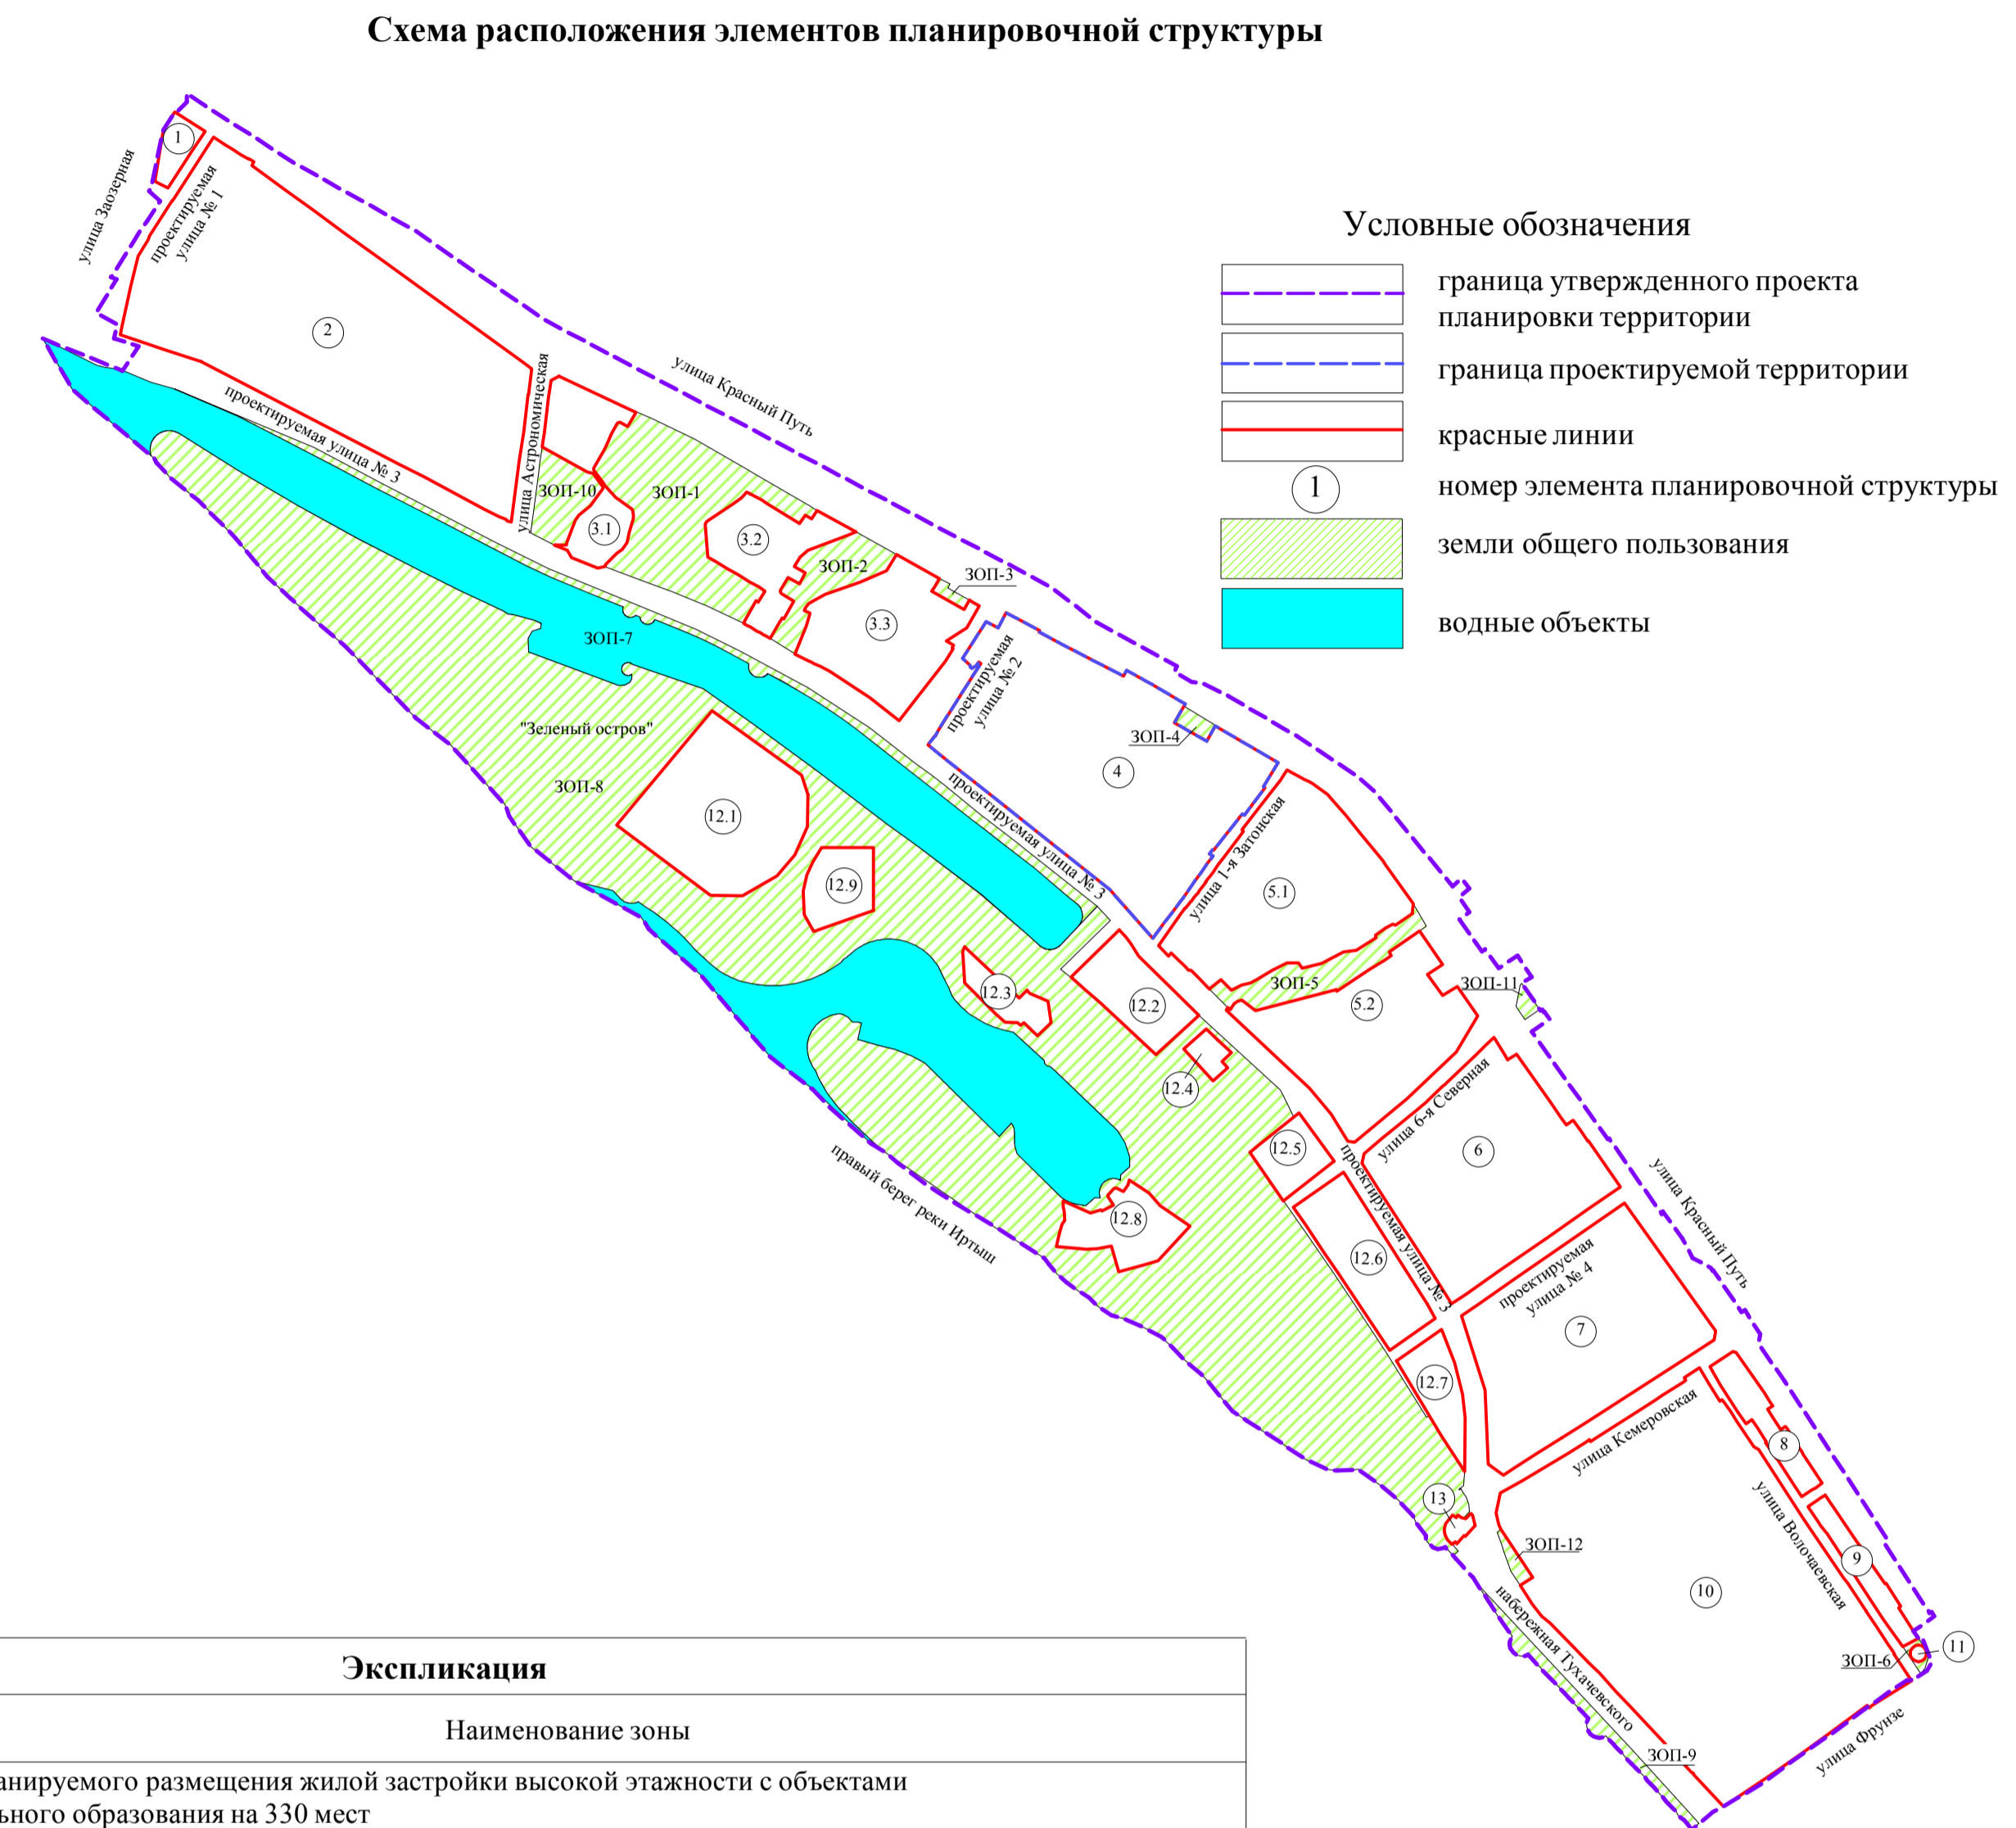 Схема расположения элементов планировочной структуры
Условные обозначения
граница утвержденного проекта
планировки территории
граница проектируемой территории
красные линии
1
номер элемента планировочной структуры
земли общего пользования
водные объекты
1
улица Заозерная
проектируемая
улица № 1
2
улица Красный Путь
проектируемая улица № 3
улица Астрономическая
ЗОП-10
ЗОП-1
3.1
3.2
ЗОП-2
ЗОП-3
3.3
ЗОП-7
проектируемая
улица № 2
"Зеленый остров"
ЗОП-4
4
ЗОП-8
12.1
проектируемая улица № 3
улица 1-я Затонская
12.9
5.1
12.3
12.2
ЗОП-5
5.2
ЗОП-11
12.4
улица 6-я Северная
12.5
6
правый берег реки Иртыш
12.8
проектируемая улица № 3
12.6
улица Красный Путь
проектируемая
улица № 4
7
12.7
улица Кемеровская
8
13
улица Волочаевская
ЗОП-12
9
10
набережная Тухачевского
11
ЗОП-6
ЗОП-9
улица Фрунзе
Экспликация
Наименование зоны
анируемого размещения жилой застройки высокой этажности с объектами
ьного образования на 330 мест